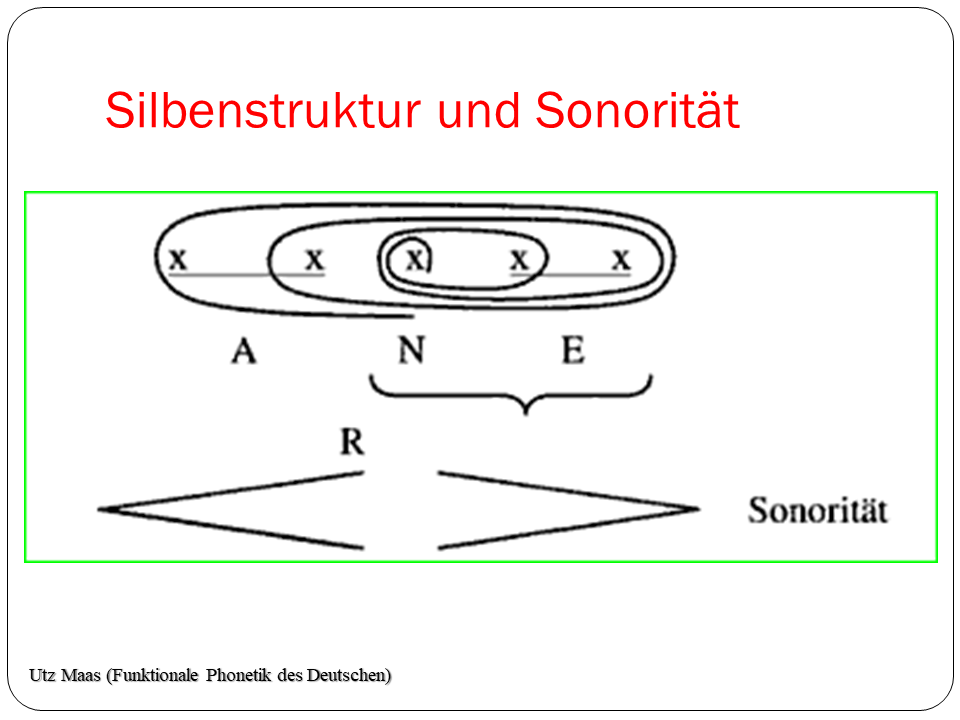 Silbenstruktur und Sonorität
x x x x x
A N E
R
Sonorität
Utz Maas (Funktionale Phonetik des Deutschen)